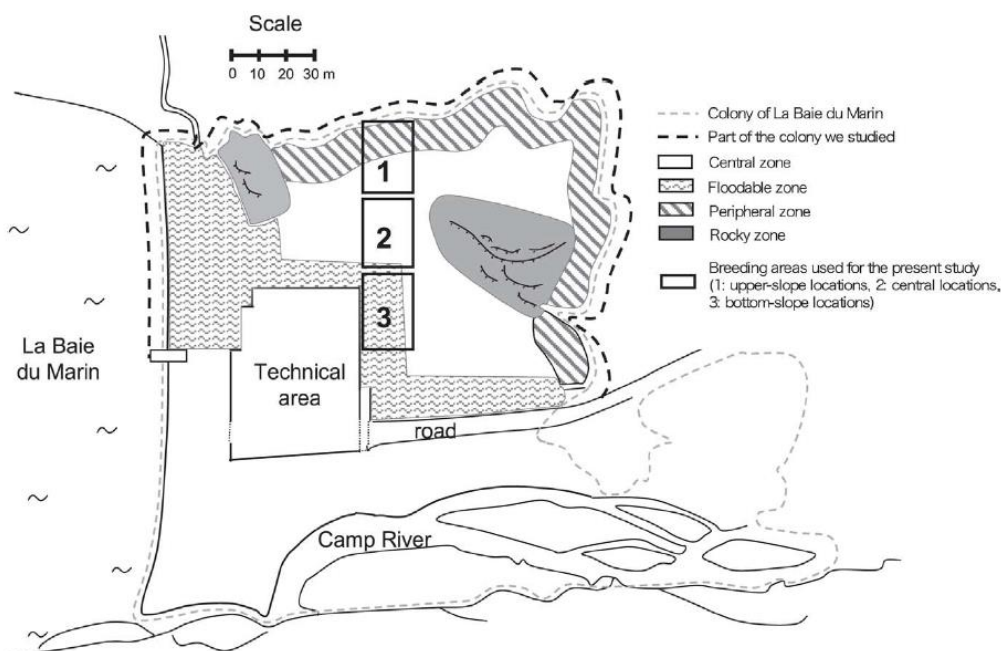 Scale
0 10 20 30 m
Colony of La Baie du Marin
Part of the colony we studied
Central zone
Floodable zone
Peripheral zone
Rocky zone
Breeding areas used for the present study
(1: upper-slope locations, 2: central locations,
3: bottom-slope locations)
1
2
3
La Baie
du Marin
Technical
area
road
Camp River